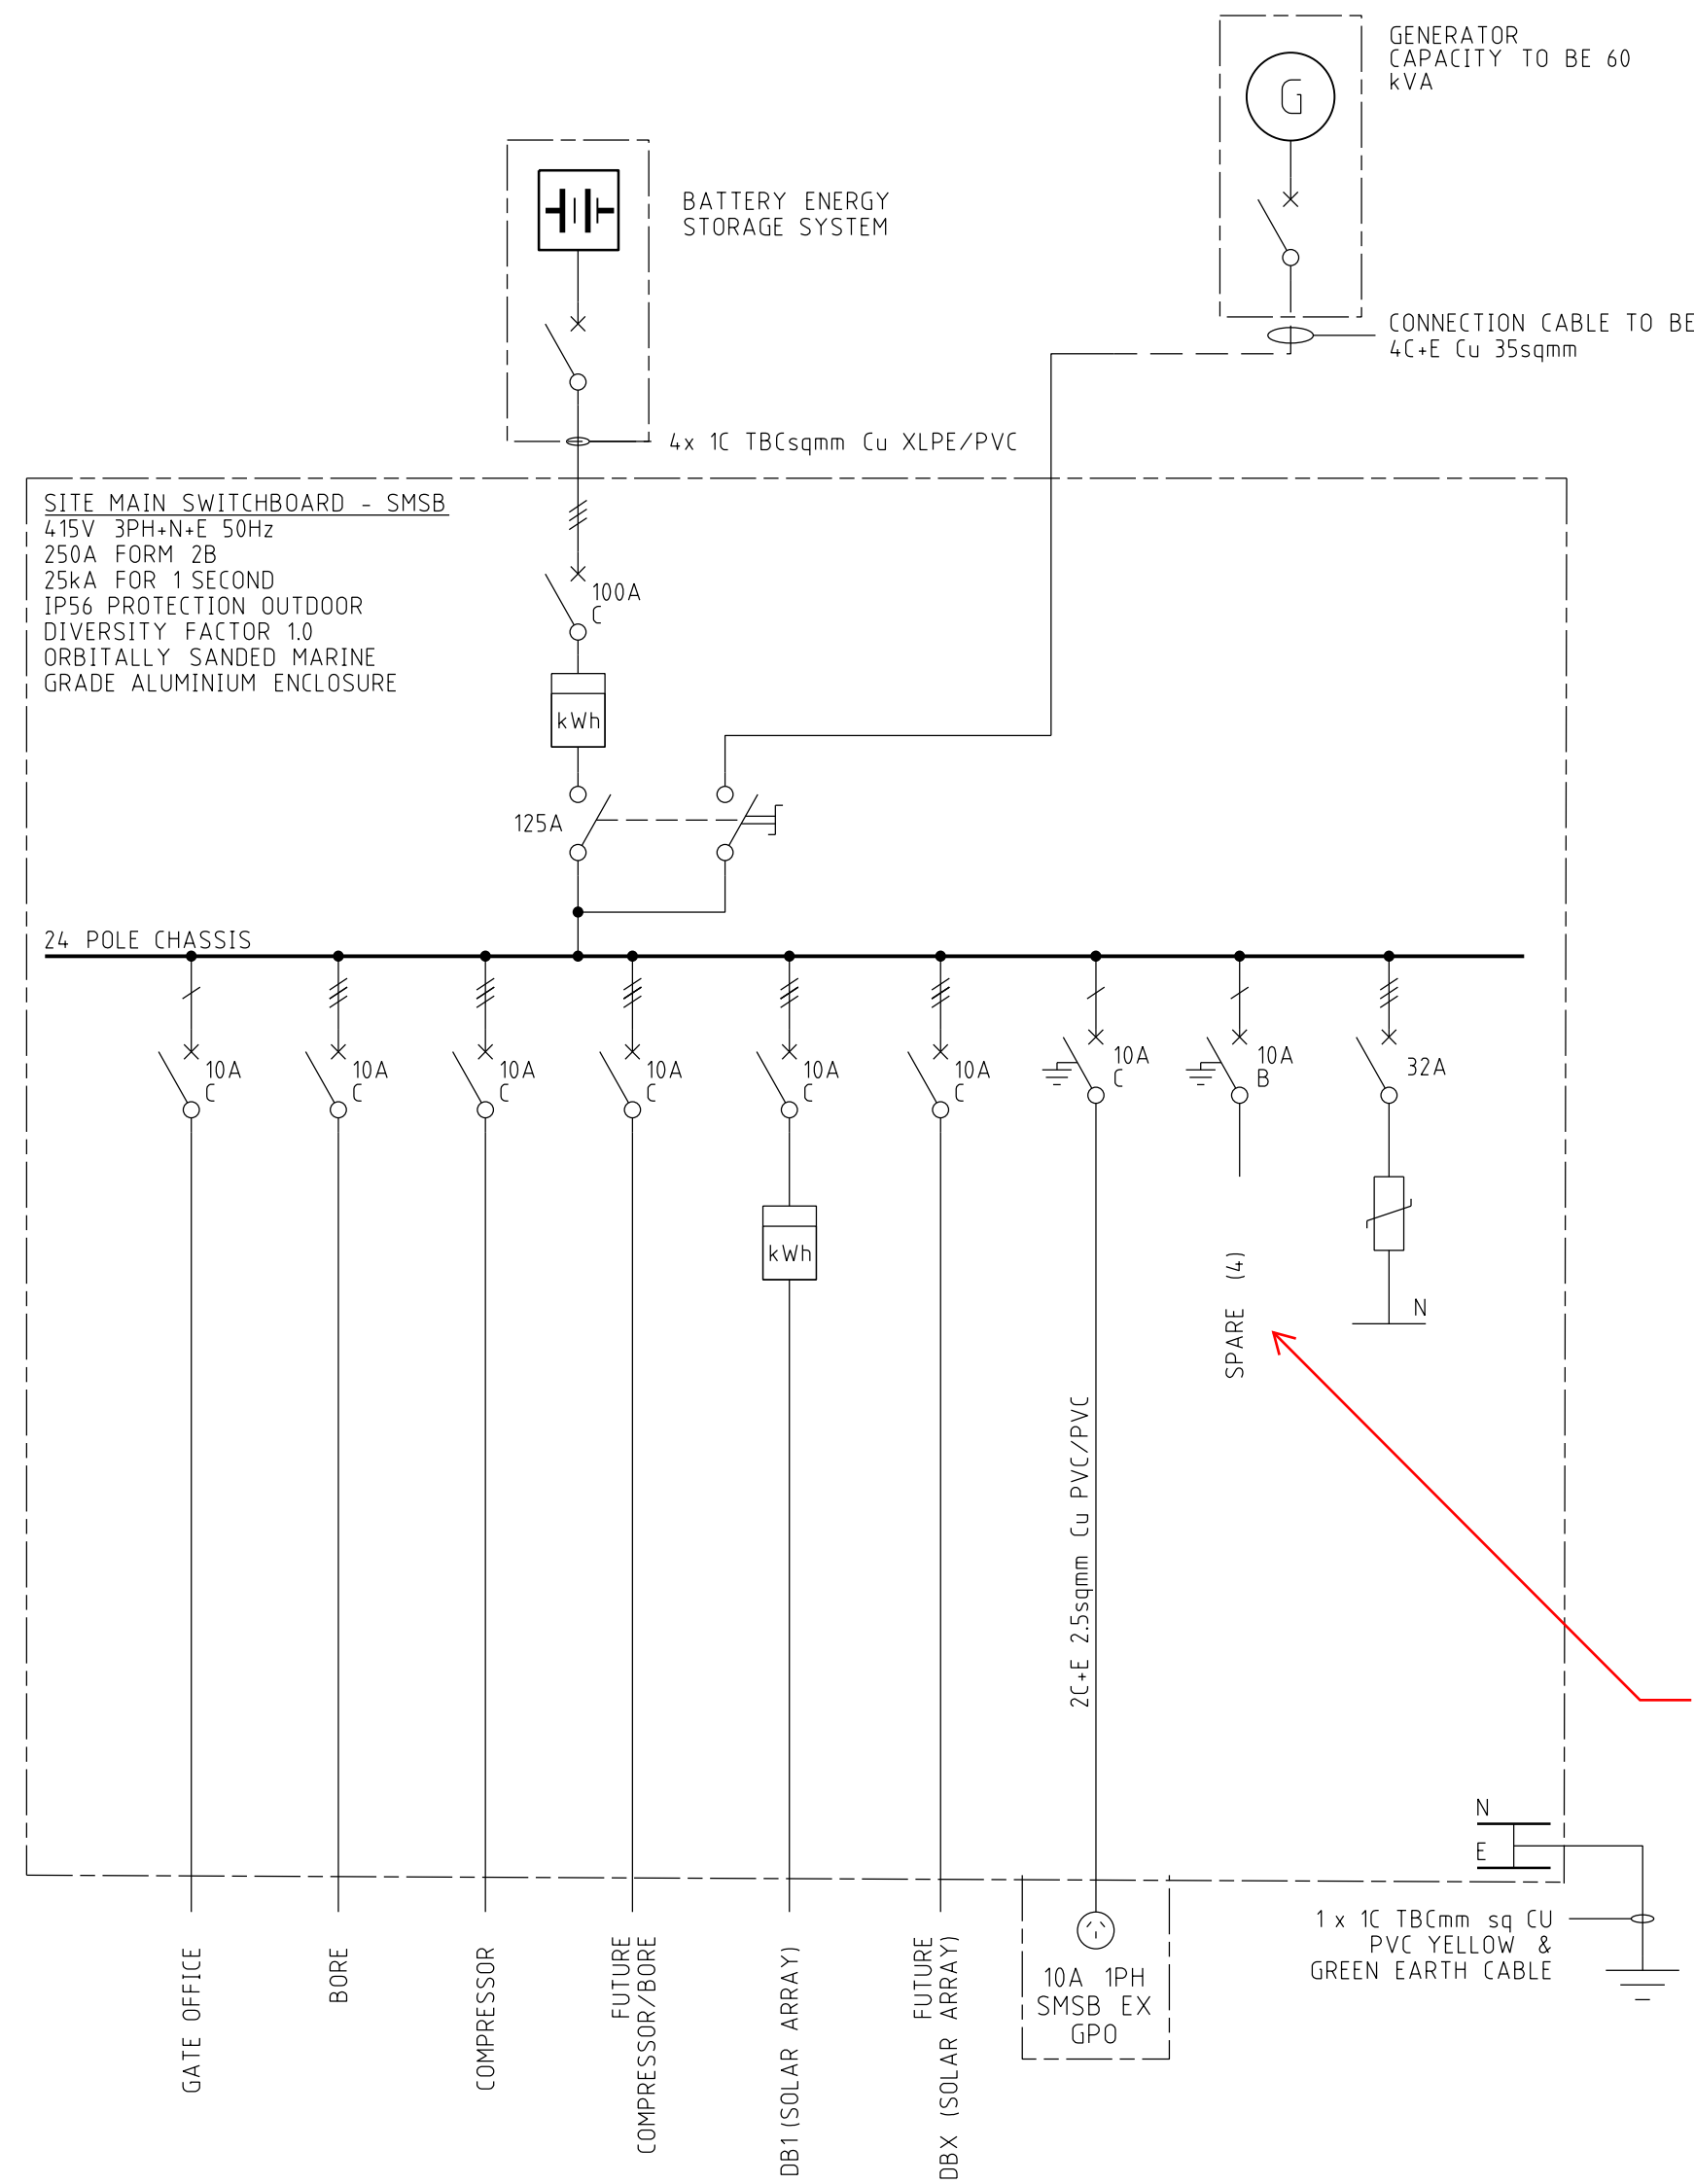 GENERATOR
CAPACITY TO BE 60
kVA
G
BATTERY ENERGY
STORAGE SYSTEM
CONNECTION CABLE TO BE
4C+E Cu 35sqmm
4x 1C TBCsqmm Cu XLPE/PVC
SITE MAIN SWITCHBOARD - SMSB
415V 3PH+N+E 50Hz
250A FORM 2B
25kA FOR 1 SECOND
IP56 PROTECTION OUTDOOR
DIVERSITY FACTOR 1.0
ORBITALLY SANDED MARINE
GRADE ALUMINIUM ENCLOSURE
100A
C
kWh
125A
24 POLE CHASSIS
10A
C
10A
C
10A
C
10A
C
10A
C
10A
C
10A
C
10A
B
32A
kWh
SPARE (4)
N
2C+E 2.5sqmm Cu PVC/PVC
N
E
1 x 1C TBCmm sq CU
PVC YELLOW &
GREEN EARTH CABLE
GATE OFFICE
BORE
COMPRESSOR
FUTURE
COMPRESSOR/BORE
DB1 (SOLAR ARRAY)
FUTURE
DBX (SOLAR ARRAY)
10A 1PH
SMSB EX
GPO